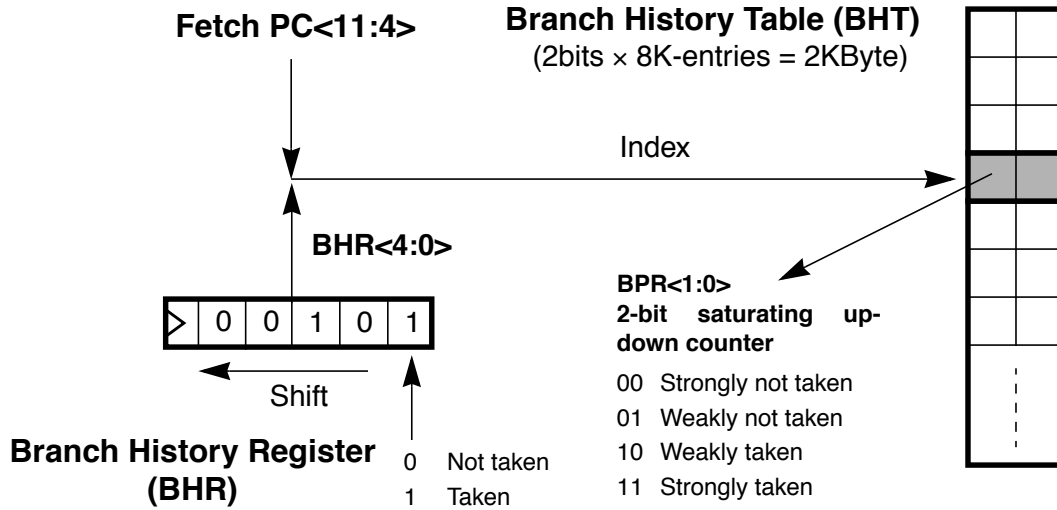 Fetch PC<11:4>
Branch History Table (BHT)
(2bits × 8K-entries = 2KByte)
Index
BHR<4:0>
0 0 1 0 1
Shift
Branch History Register
(BHR)
0 Not taken
1 Taken
BPR<1:0>
2-bit saturating up-
down counter
00 Strongly not taken
01 Weakly not taken
10 Weakly taken
11 Strongly taken